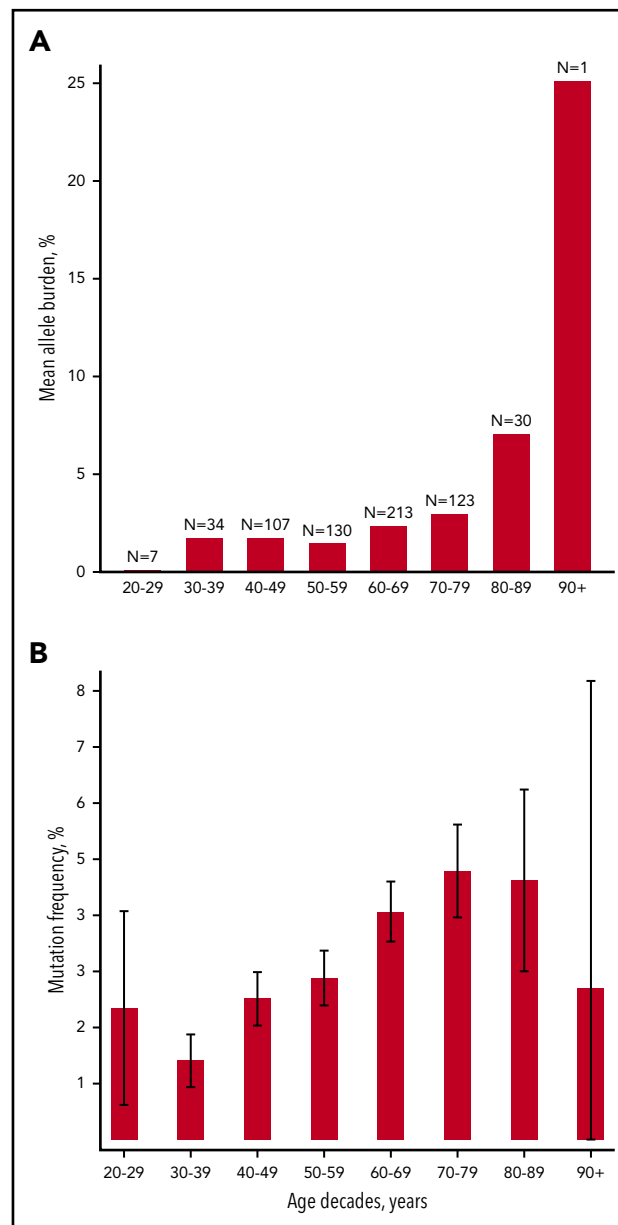 A
N=1
25
20
15
10
N=30
5
N=213
N=123
N=34
N=107
N=130
N=7
0
20-29 30-39 40-49 50-59 60-69 70-79 80-89 90+
Mean allele burden, %
B
8
7
6
5
3
3
2
1
20-29 30-39 40-49 50-59 60-69 70-79 80-89 90+
Mutation frequency, %
Age decades, years